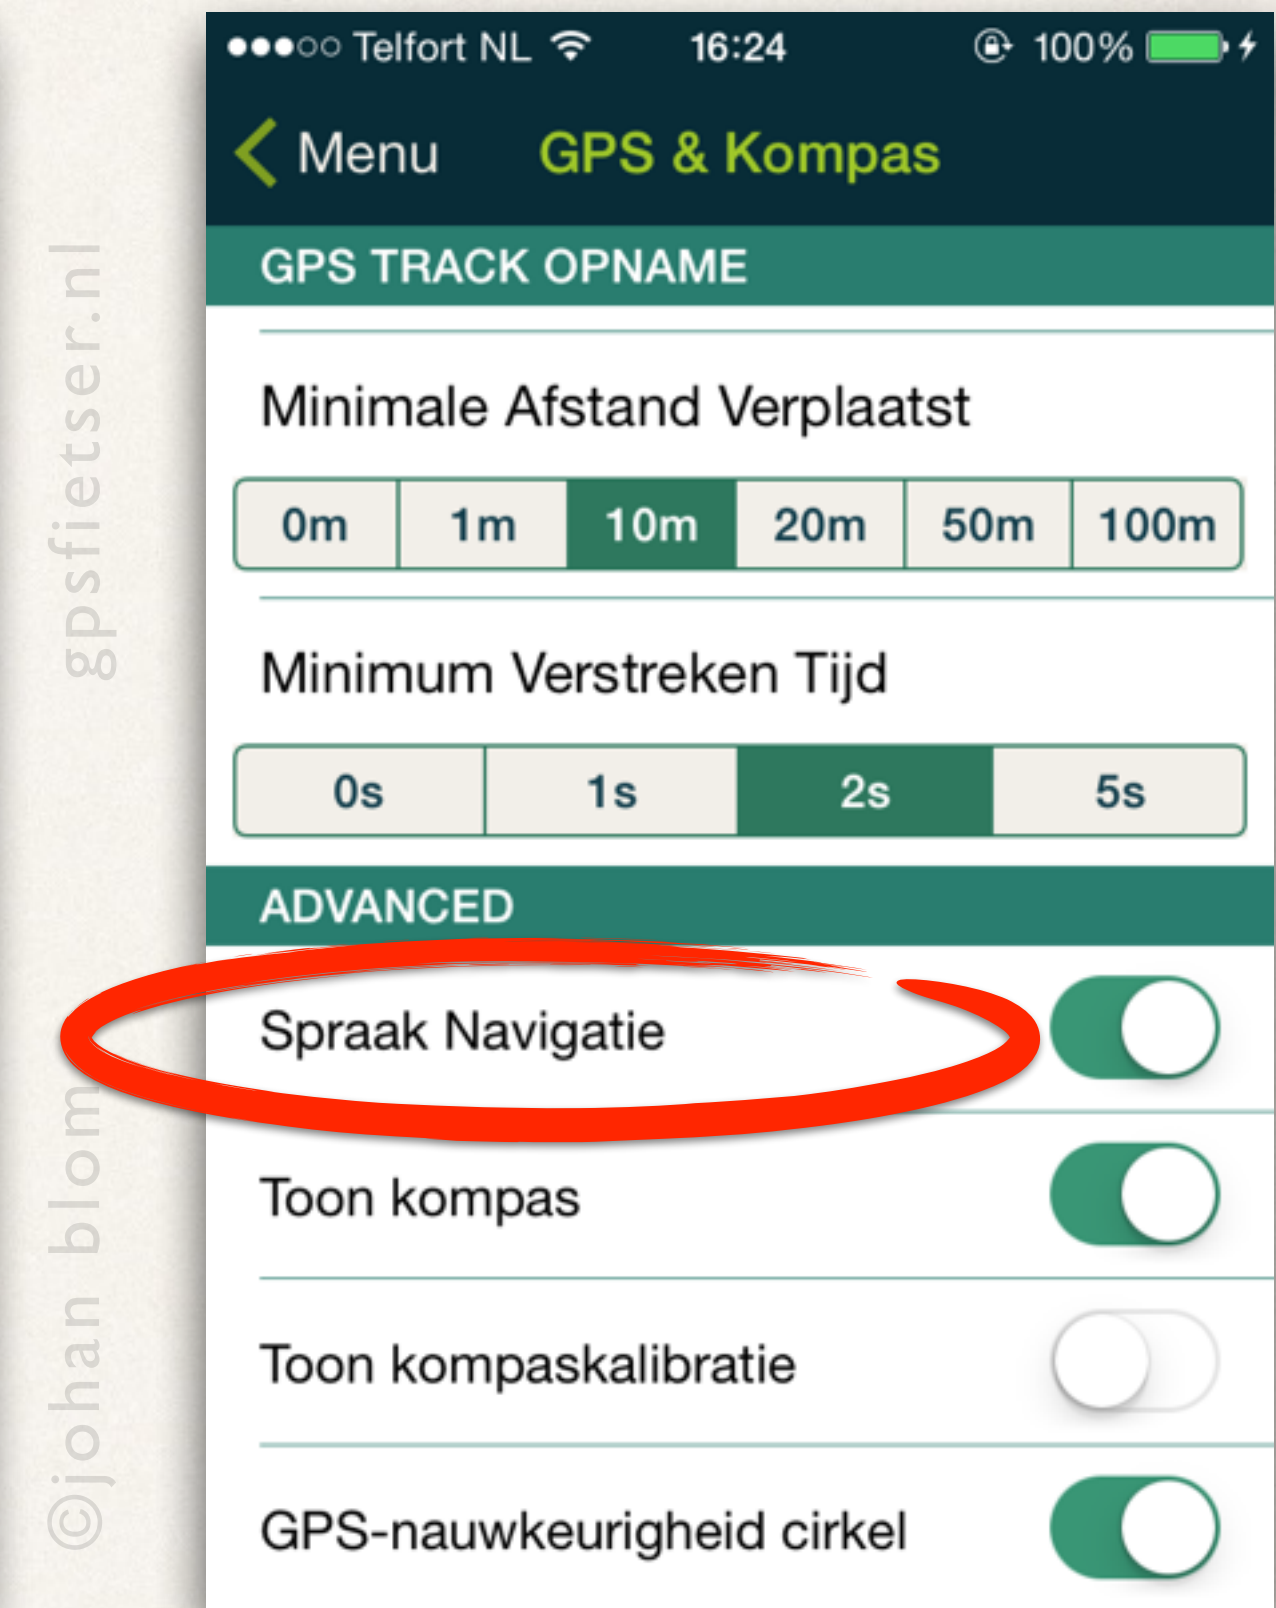 Telfort NL 16:24 100%
Menu GPS & Kompas
GPS TRACK OPNAME
Minimale Afstand Verplaatst
0m 1m 10m 20m 50m 100m
Minimum Verstreken Tijd
0s 1s 2s 5s
ADVANCED
Spraak Navigatie
Toon kompas
Toon kompaskalibratie
GPS-nauwkeurigheid cirkel
©johan blom gpsfietser.nl